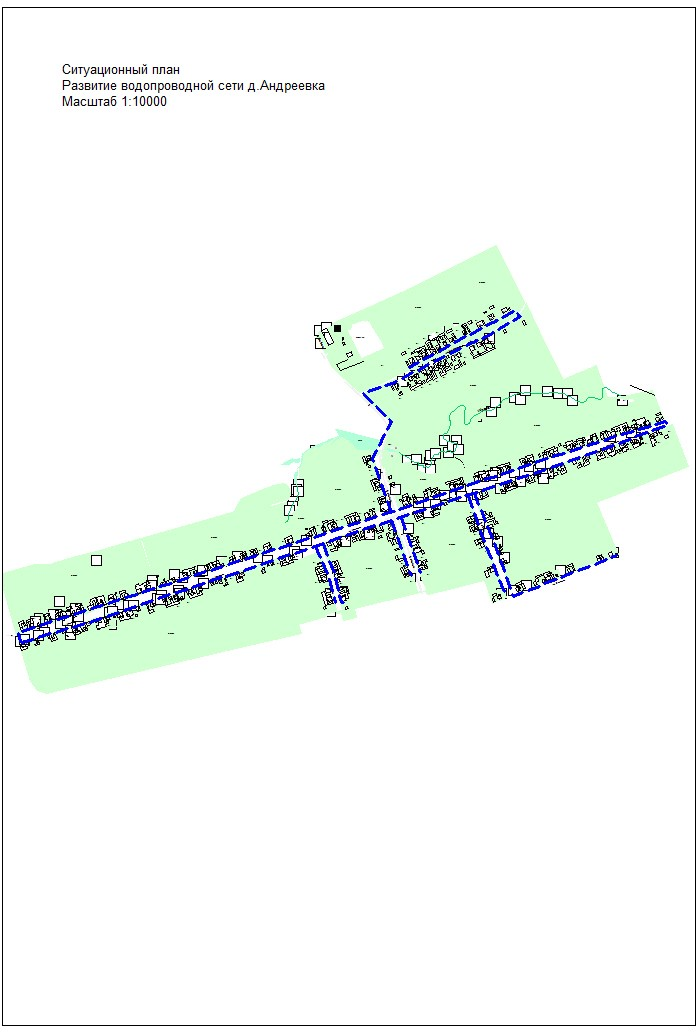 Ситуационный план
Развитие водопроводной сети д.Андреевка
Масштаб 1:10000